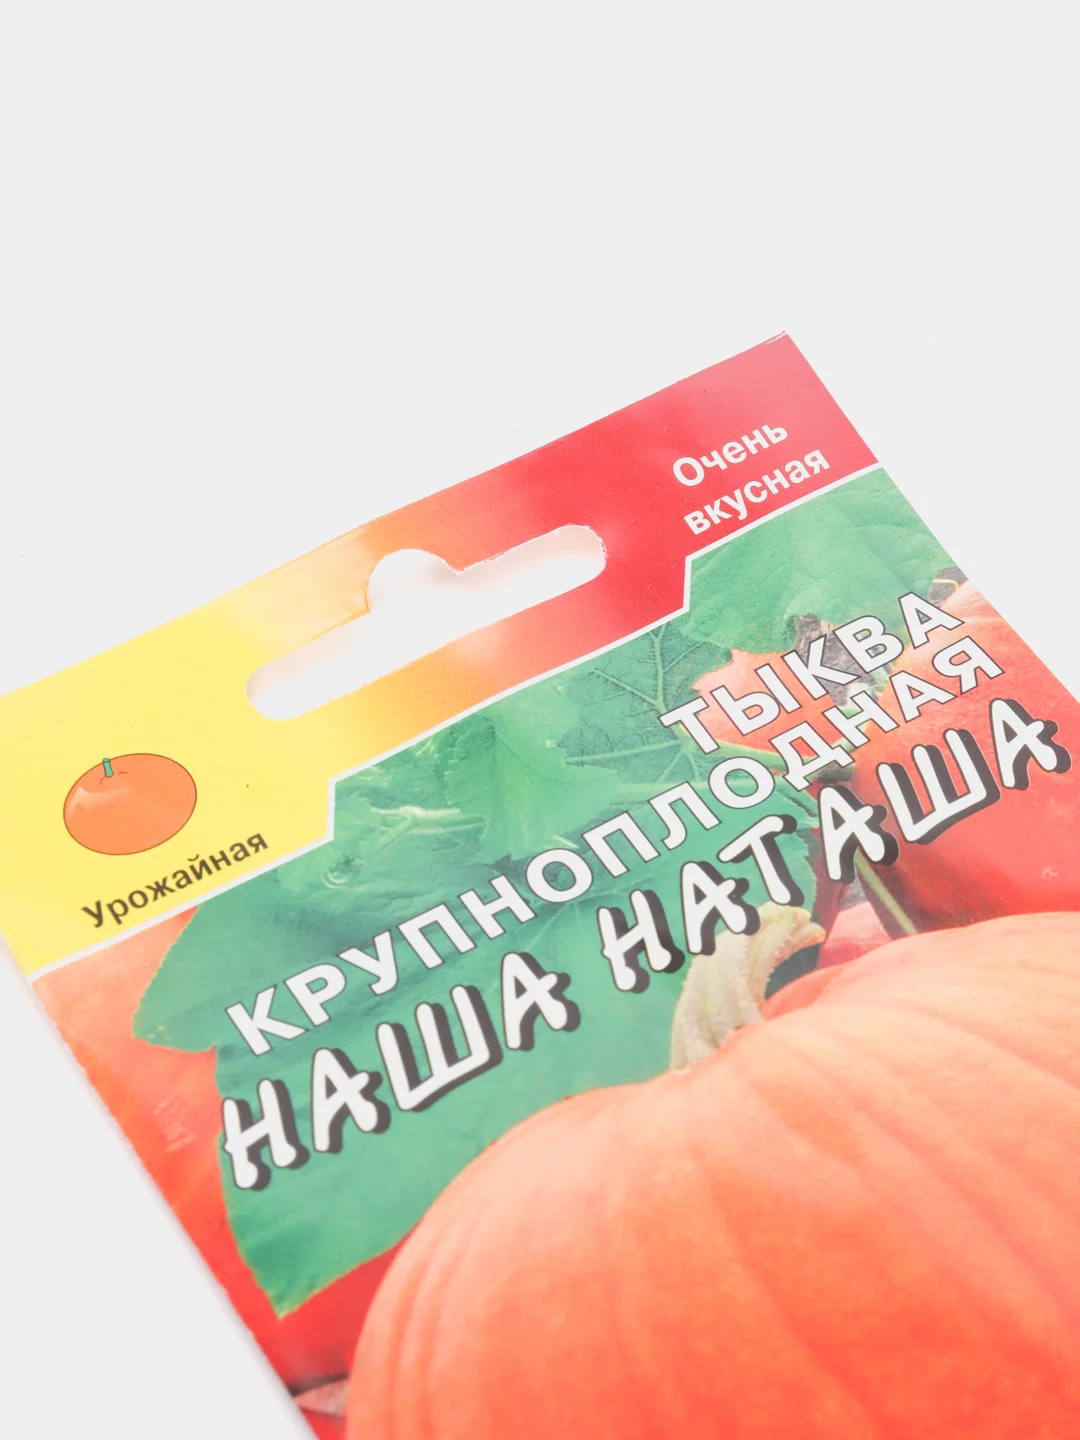 Очень
вкусная
Урожайная
ТЫКВА
КРУПНОПЛОДНАЯ
НАША НАТАША